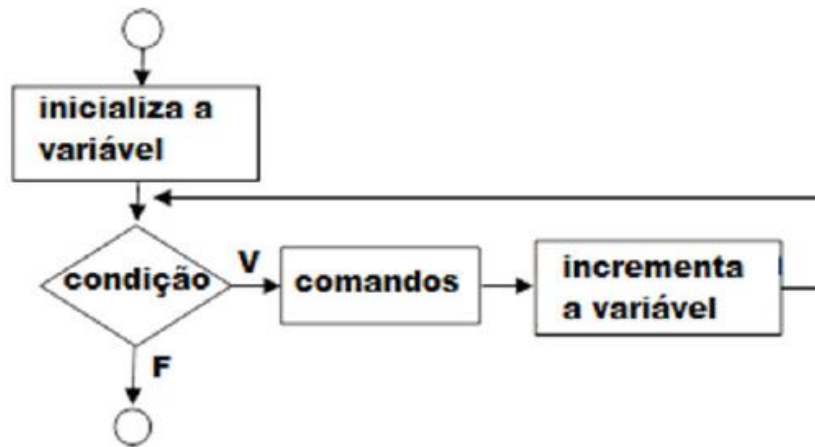 inicializa a
variável
condição
V
comandos
incrementa
a variável
F